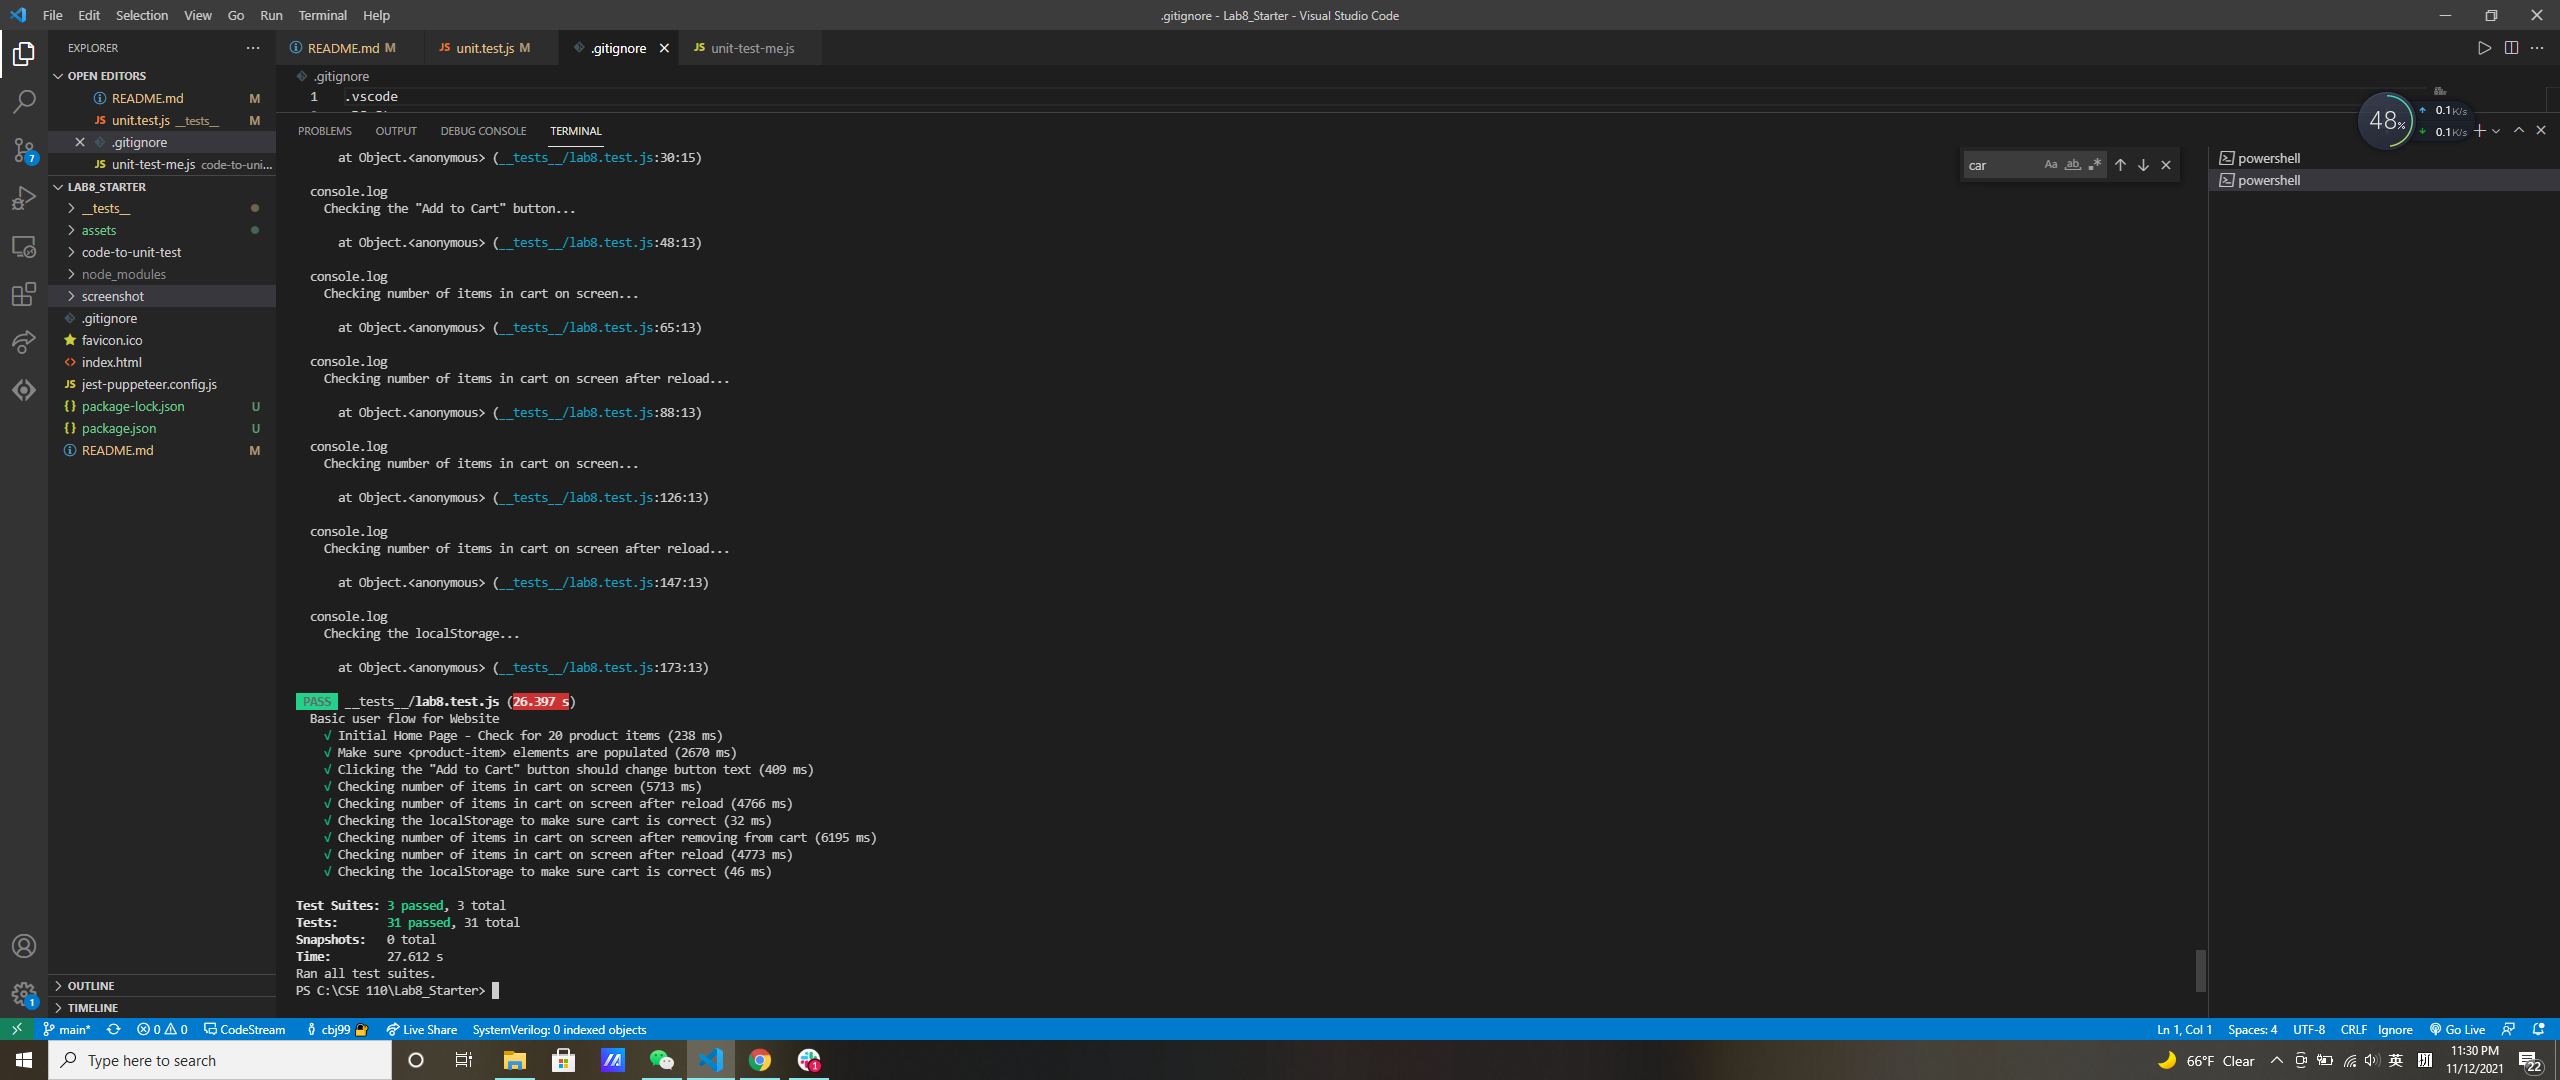 File Edit Selection View Go Run Terminal Help
.gitignore - Lab8_Starter - Visual Studio Code
EXPLORER
README.md M
unit.test.js M
.gitignore
unit-test-me.js
OPEN EDITORS
README.md M
unit.test.js __tests__ M
.gitignore
unit-test-me.js code-to-uni...
LAB8_STARTER
__tests__
assets
code-to-unit-test
node_modules
screenshot
.gitignore
favicon.ico
index.html
jest-puppeteer.config.js
package-lock.json U
package.json U
README.md M
OUTLINE
TIMELINE
.gitignore
1 .vscode
PROBLEMS OUTPUT DEBUG CONSOLE TERMINAL
48%
0.1K/s
0.1K/s
car
powershell
powershell
at Object.<anonymous> (__tests__/lab8.test.js:30:15)
console.log
Checking the "Add to Cart" button...
at Object.<anonymous> (__tests__/lab8.test.js:48:13)
console.log
Checking number of items in cart on screen...
at Object.<anonymous> (__tests__/lab8.test.js:65:13)
console.log
Checking number of items in cart on screen after reload...
at Object.<anonymous> (__tests__/lab8.test.js:88:13)
console.log
Checking number of items in cart on screen...
at Object.<anonymous> (__tests__/lab8.test.js:126:13)
console.log
Checking number of items in cart on screen after reload...
at Object.<anonymous> (__tests__/lab8.test.js:147:13)
console.log
Checking the localStorage...
at Object.<anonymous> (__tests__/lab8.test.js:173:13)
PASS __tests__/lab8.test.js (26.397 s)
Basic user flow for Website
√ Initial Home Page - Check for 20 product items (238 ms)
√ Make sure <product-item> elements are populated (2670 ms)
√ Clicking the "Add to Cart" button should change button text (409 ms)
√ Checking number of items in cart on screen (5713 ms)
√ Checking number of items in cart on screen after reload (4766 ms)
√ Checking the localStorage to make sure cart is correct (32 ms)
√ Checking number of items in cart on screen after removing from cart (6195 ms)
√ Checking number of items in cart on screen after reload (4773 ms)
√ Checking the localStorage to make sure cart is correct (46 ms)
Test Suites: 3 passed, 3 total
Tests: 31 passed, 31 total
Snapshots: 0 total
Time: 27.612 s
Ran all test suites.
PS C:\CSE 110\Lab8_Starter>
main* 0 0 CodeStream cbj99 Live Share SystemVerilog: 0 indexed objects
Ln 1, Col 1 Spaces: 4 UTF-8 CRLF Ignore Go Live
Type here to search
66°F Clear
英
拼
11:30 PM
11/12/2021
22